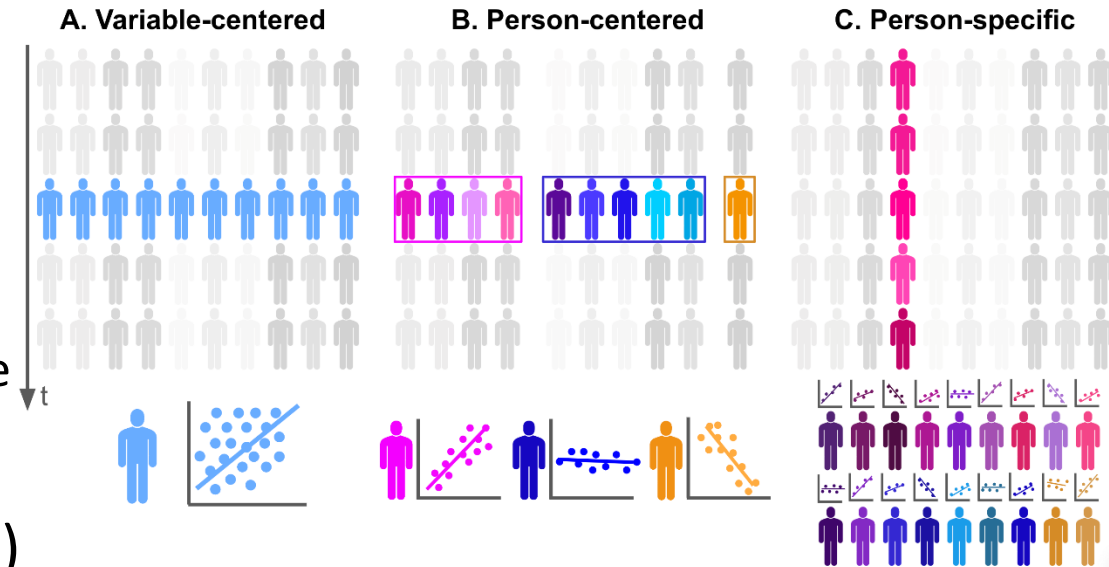 A. Variable-centered
B. Person-centered
C. Person-specific
e
t
)